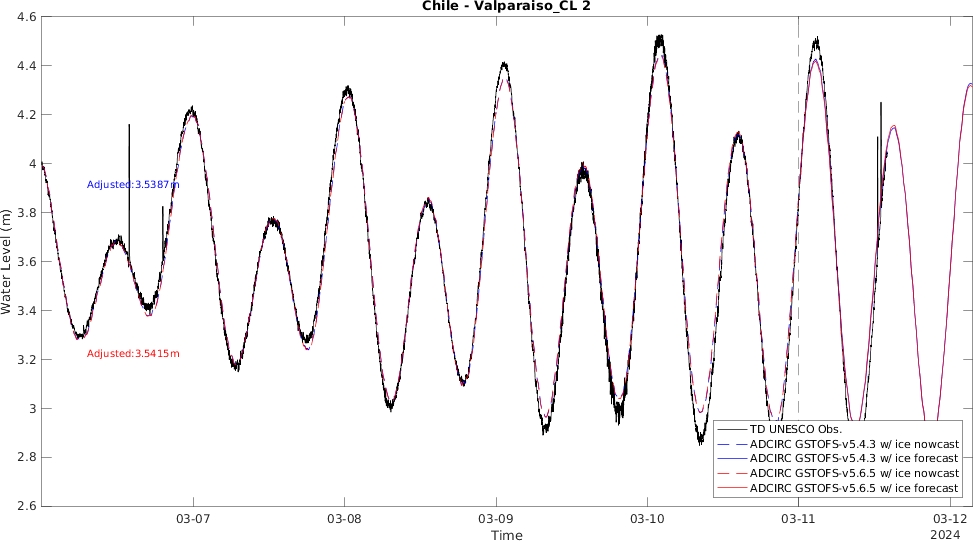 Chile - Valparaiso_CL 2
Water Level (m)
4.6
4.4
4.2
4
3.8
3.6
3.4
3.2
3
2.8
2.6
Adjusted:3.5387m
Adjusted:3.5415m
TD UNESCO Obs.
ADCIRC GSTOFS-v5.4.3 w/ ice nowcast
ADCIRC GSTOFS-v5.4.3 w/ ice forecast
ADCIRC GSTOFS-v5.6.5 w/ ice nowcast
ADCIRC GSTOFS-v5.6.5 w/ ice forecast
03-07 03-08 03-09 03-10 03-11 03-12
Time
2024